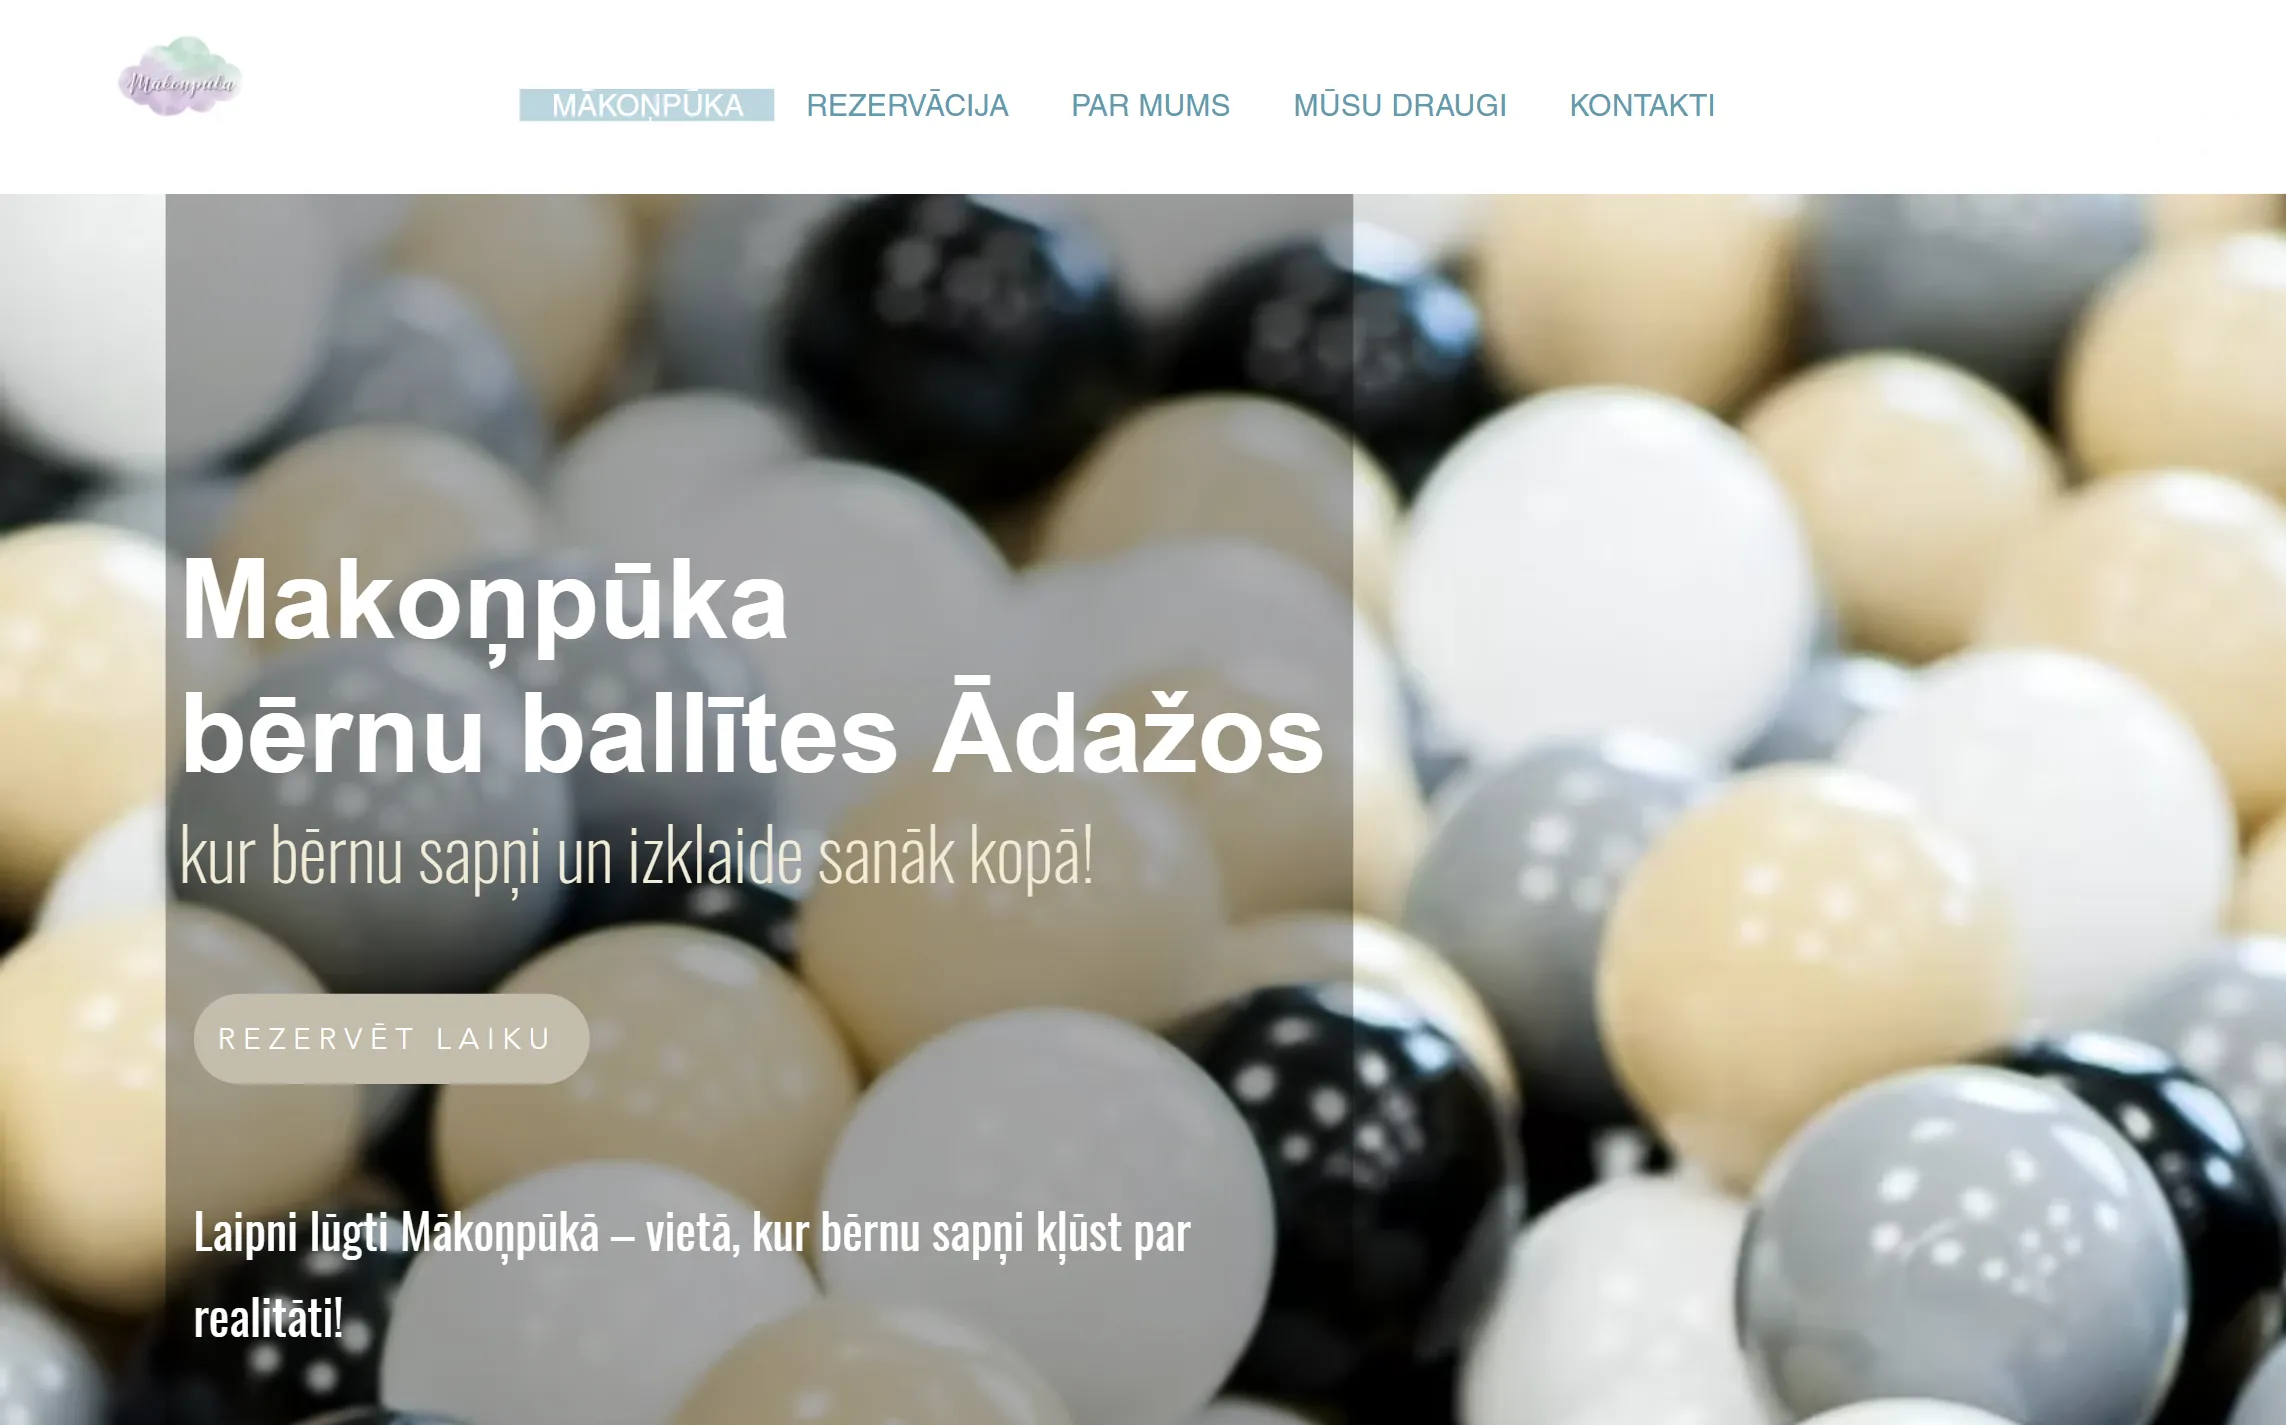 Mākoņpūka
MĀKOŅPŪKA REZERVĀCIJA PAR MUMS MŪSU DRAUGI KONTAKTI
Makoņpūka
bērnu ballītes Ādažos
kur bērnu sapņi un izklaide sanāk kopā!
REZERVĒT LAIKU
Laipni lūgti Mākoņpūkā – vietā, kur bērnu sapņi kļūst par
realitāti!